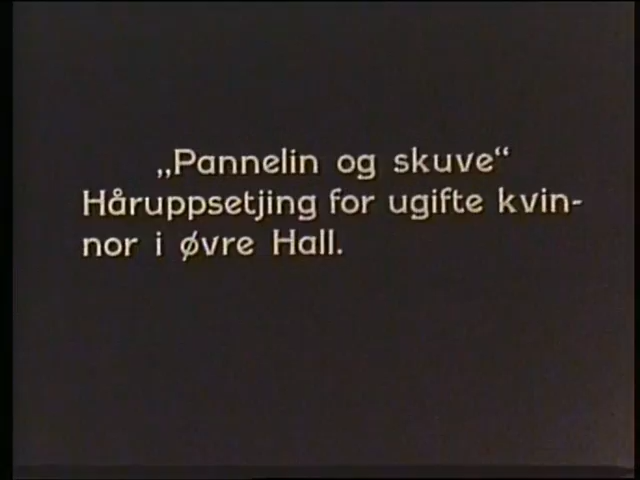 „Pannelin og skuve“
Håruppsetjing for ugifte kvin-
nor i øvre Hall.